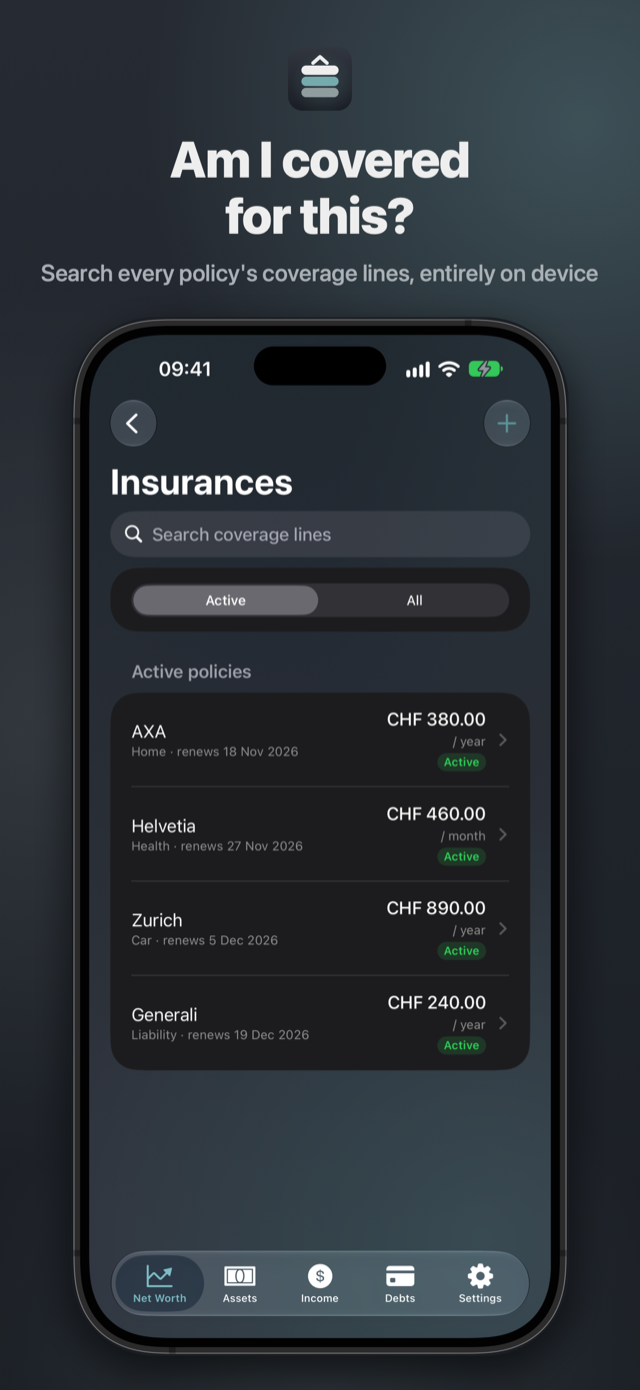 Am I covered
for this?
Search every policy's coverage lines, entirely on device
09:41
Insurances
Search coverage lines
Active
All
Active policies
AXA
Home · renews 18 Nov 2026
CHF 380.00
/ year
Active
Helvetia
Health · renews 27 Nov 2026
CHF 460.00
/ month
Active
Zurich
Car · renews 5 Dec 2026
CHF 890.00
/ year
Active
Generali
Liability · renews 19 Dec 2026
CHF 240.00
/ year
Active
Net Worth
Assets
Income
Debts
Settings